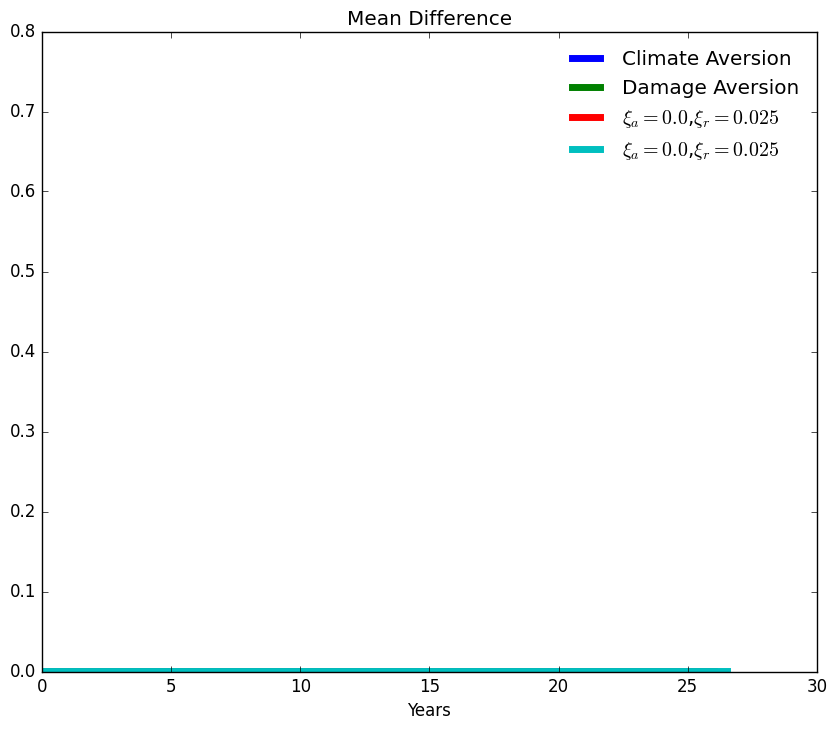 Mean Difference
0.8
0.7
0.6
0.5
0.4
0.3
0.2
0.1
0.0
Climate Aversion
Damage Aversion
ξₐ = 0.0,ξᵣ = 0.025
ξₐ = 0.0,ξᵣ = 0.025
0 5 10 15 20 25 30
Years